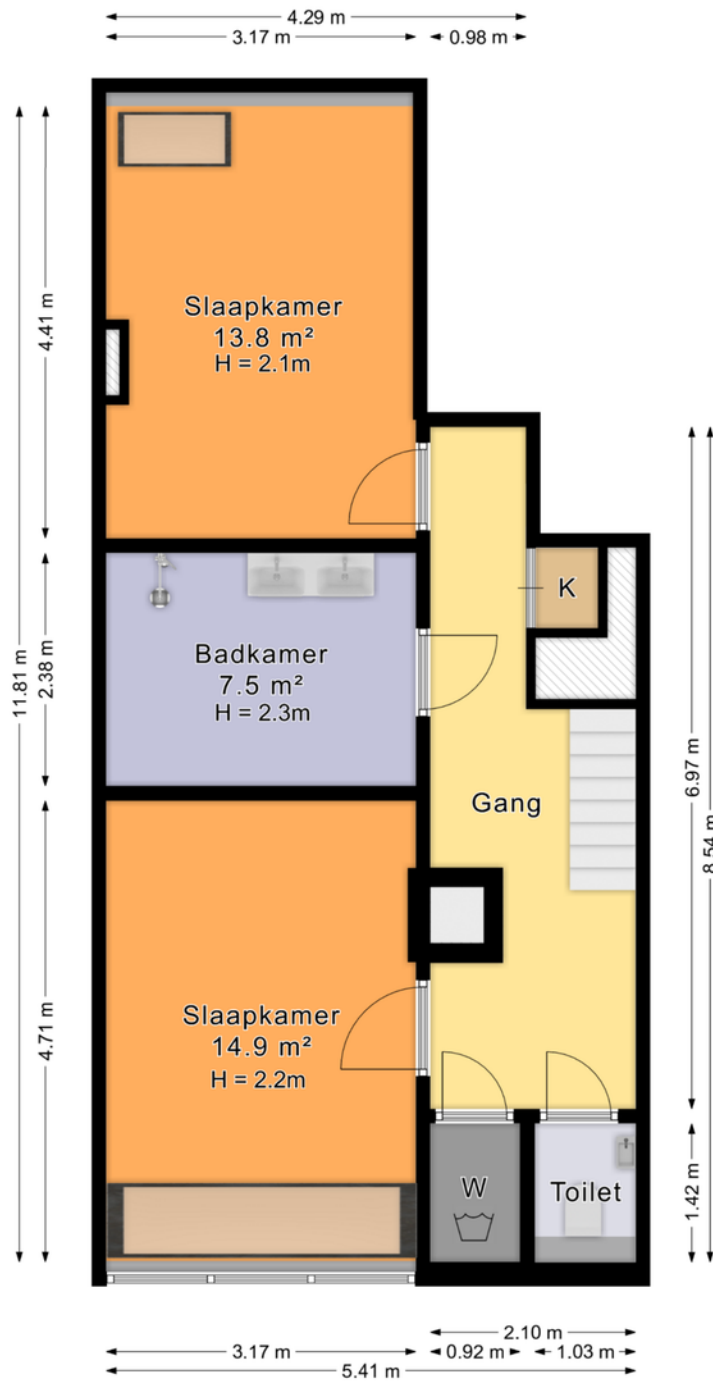 4.29 m
3.17 m
0.98 m
4.41 m
11.81 m
2.38 m
4.71 m
Slaapkamer
13.8 m²
H = 2.1m
K
Badkamer
7.5 m²
H = 2.3m
Gang
6.97 m
8.54 m
Slaapkamer
14.9 m²
H = 2.2m
W
Toilet
1.42 m
2.10 m
3.17 m
0.92 m
1.03 m
5.41 m